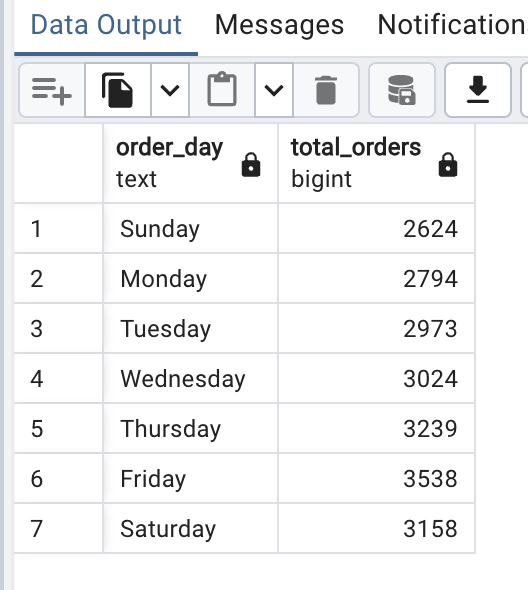 Data Output Messages Notification
order_day total_orders
text bigint
1 Sunday 2624
2 Monday 2794
3 Tuesday 2973
4 Wednesday 3024
5 Thursday 3239
6 Friday 3538
7 Saturday 3158